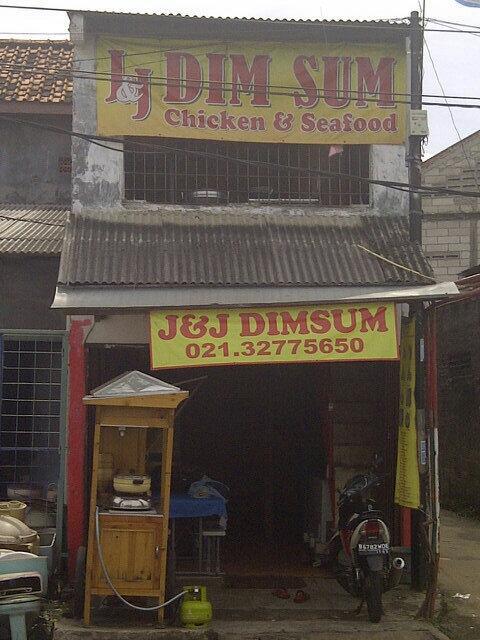 J&J DIM SUM
Chicken & Seafood
J&J DIMSUM
021.32775650